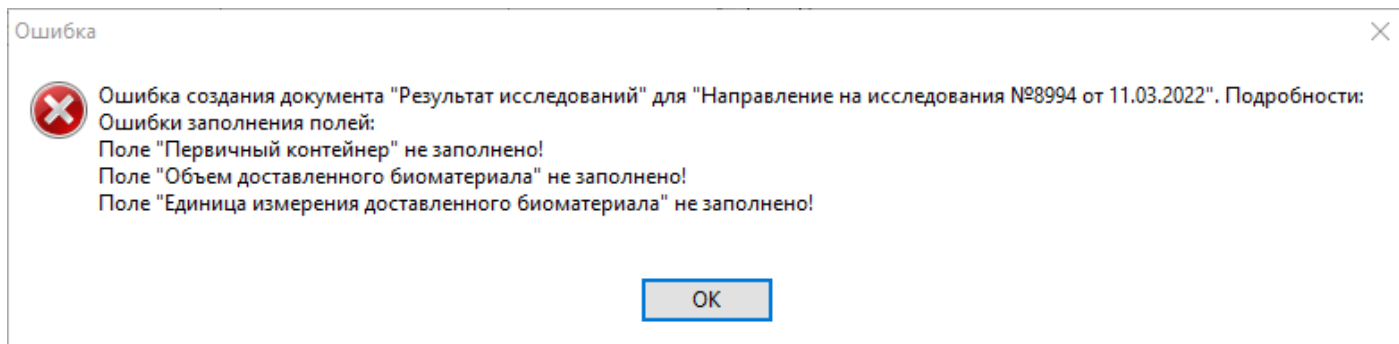 Ошибка
Ошибка создания документа "Результат исследований" для "Направление на исследования №8994 от 11.03.2022". Подробности:
Ошибки заполнения полей:
Поле "Первичный контейнер" не заполнено!
Поле "Объем доставленного биоматериала" не заполнено!
Поле "Единица измерения доставленного биоматериала" не заполнено!
ОК